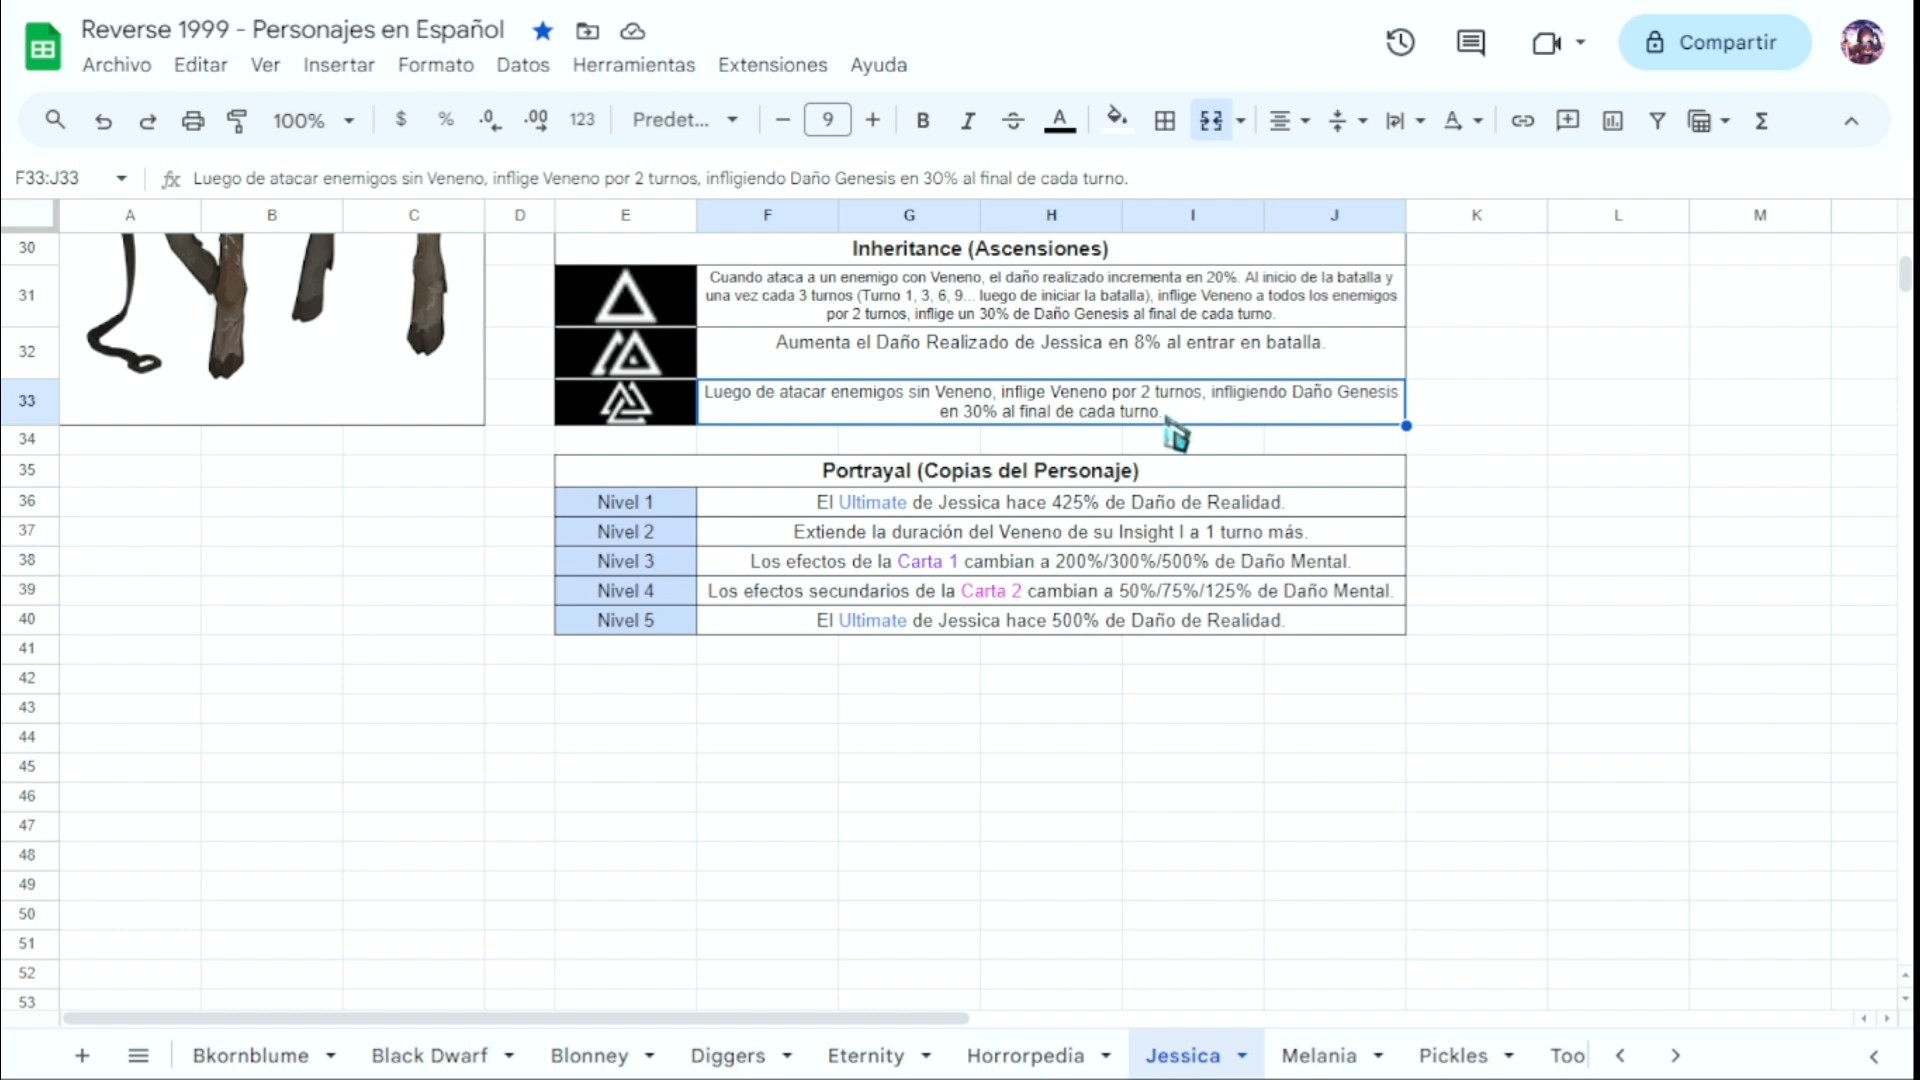 Reverse 1999 - Personajes en Español
Archivo Editar Ver Insertar Formato Datos Herramientas Extensiones Ayuda
Compartir
100% $ % .0 .00 123 Predet... 9 B I A A Σ
F33:J33 fx Luego de atacar enemigos sin Veneno, inflige Veneno por 2 turnos, infligiendo Daño Genesis en 30% al final de cada turno.
A B C D E F G H I J K L M
30 Inheritance (Ascensiones)
31 Cuando ataca a un enemigo con Veneno, el daño realizado incrementa en 20%. Al inicio de la batalla y
una vez cada 3 turnos (Turno 1, 3, 6, 9... luego de iniciar la batalla), inflige Veneno a todos los enemigos
por 2 turnos, inflige un 30% de Daño Genesis al final de cada turno.
32 Aumenta el Daño Realizado de Jessica en 8% al entrar en batalla.
33 Luego de atacar enemigos sin Veneno, inflige Veneno por 2 turnos, infligiendo Daño Genesis
en 30% al final de cada turno.
34
35 Portrayal (Copias del Personaje)
36 Nivel 1 El Ultimate de Jessica hace 425% de Daño de Realidad.
37 Nivel 2 Extiende la duración del Veneno de su Insight I a 1 turno más.
38 Nivel 3 Los efectos de la Carta 1 cambian a 200%/300%/500% de Daño Mental.
39 Nivel 4 Los efectos secundarios de la Carta 2 cambian a 50%/75%/125% de Daño Mental.
40 Nivel 5 El Ultimate de Jessica hace 500% de Daño de Realidad.
41
42
43
44
45
46
47
48
49
50
51
52
53
Bkornblume Black Dwarf Blonney Diggers Eternity Horrorpedia Jessica Melania Pickles Too